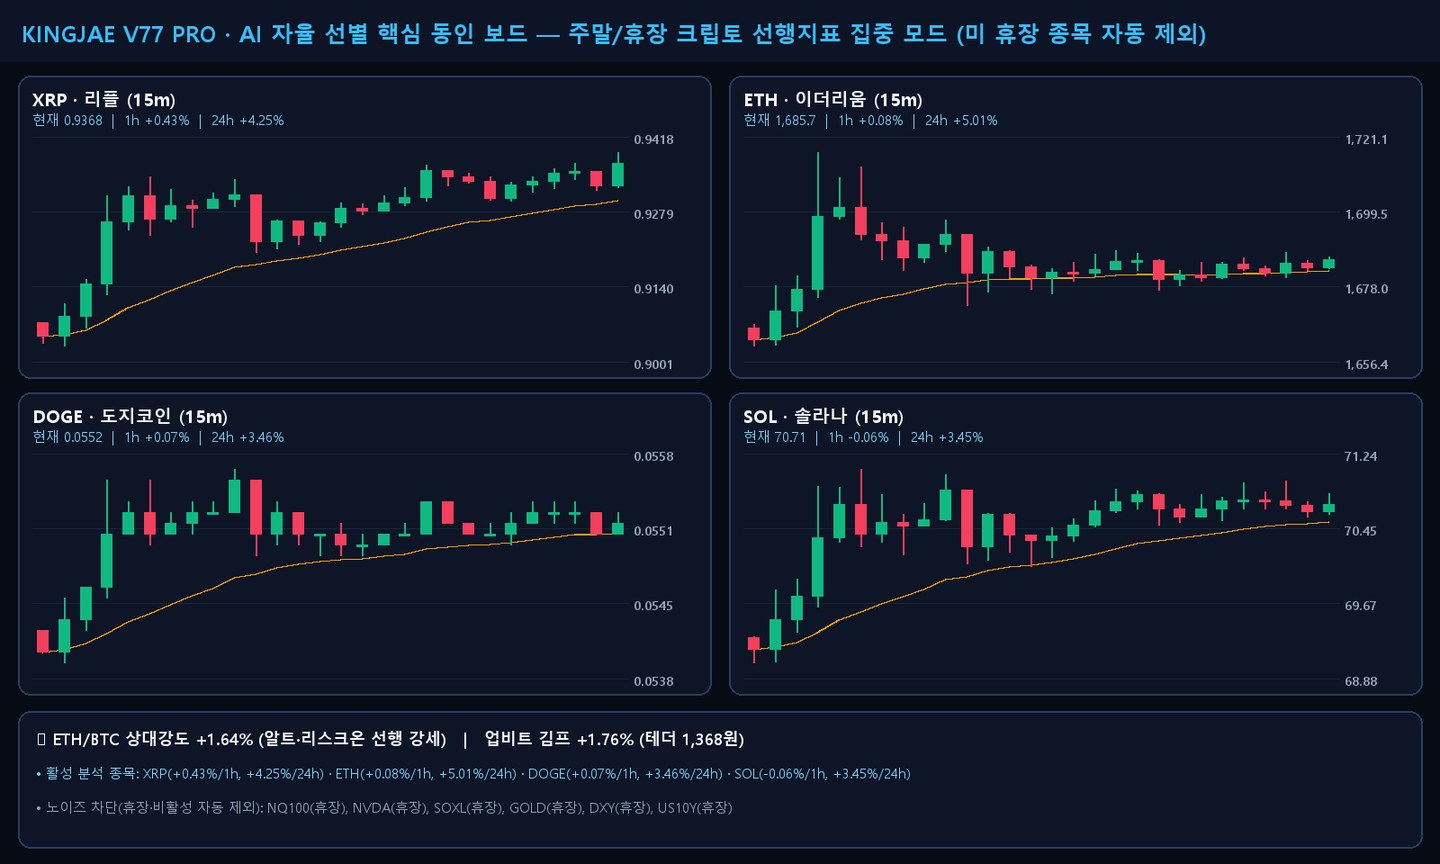 KINGJAE V77 PRO · AI 자율 선별 핵심 동인 보드 — 주말/휴장 크립토 선행지표 집중 모드 (미 휴장 종목 자동 제외)
XRP · 리플 (15m)
현재 0.9368 | 1h +0.43% | 24h +4.25%
0.9418
0.9279
0.9140
0.9001
ETH · 이더리움 (15m)
현재 1,685.7 | 1h +0.08% | 24h +5.01%
1,721.1
1,699.5
1,678.0
1,656.4
DOGE · 도지코인 (15m)
현재 0.0552 | 1h +0.07% | 24h +3.46%
0.0558
0.0551
0.0545
0.0538
SOL · 솔라나 (15m)
현재 70.71 | 1h -0.06% | 24h +3.45%
71.24
70.45
69.67
68.88
ETH/BTC 상대강도 +1.64% (알트·리스크온 선행 강세) | 업비트 김프 +1.76% (테더 1,368원)
• 활성 분석 종목: XRP(+0.43%/1h, +4.25%/24h) · ETH(+0.08%/1h, +5.01%/24h) · DOGE(+0.07%/1h, +3.46%/24h) · SOL(-0.06%/1h, +3.45%/24h)
• 노이즈 차단(휴장·비활성 자동 제외): NQ100(휴장), NVDA(휴장), SOXL(휴장), GOLD(휴장), DXY(휴장), US10Y(휴장)